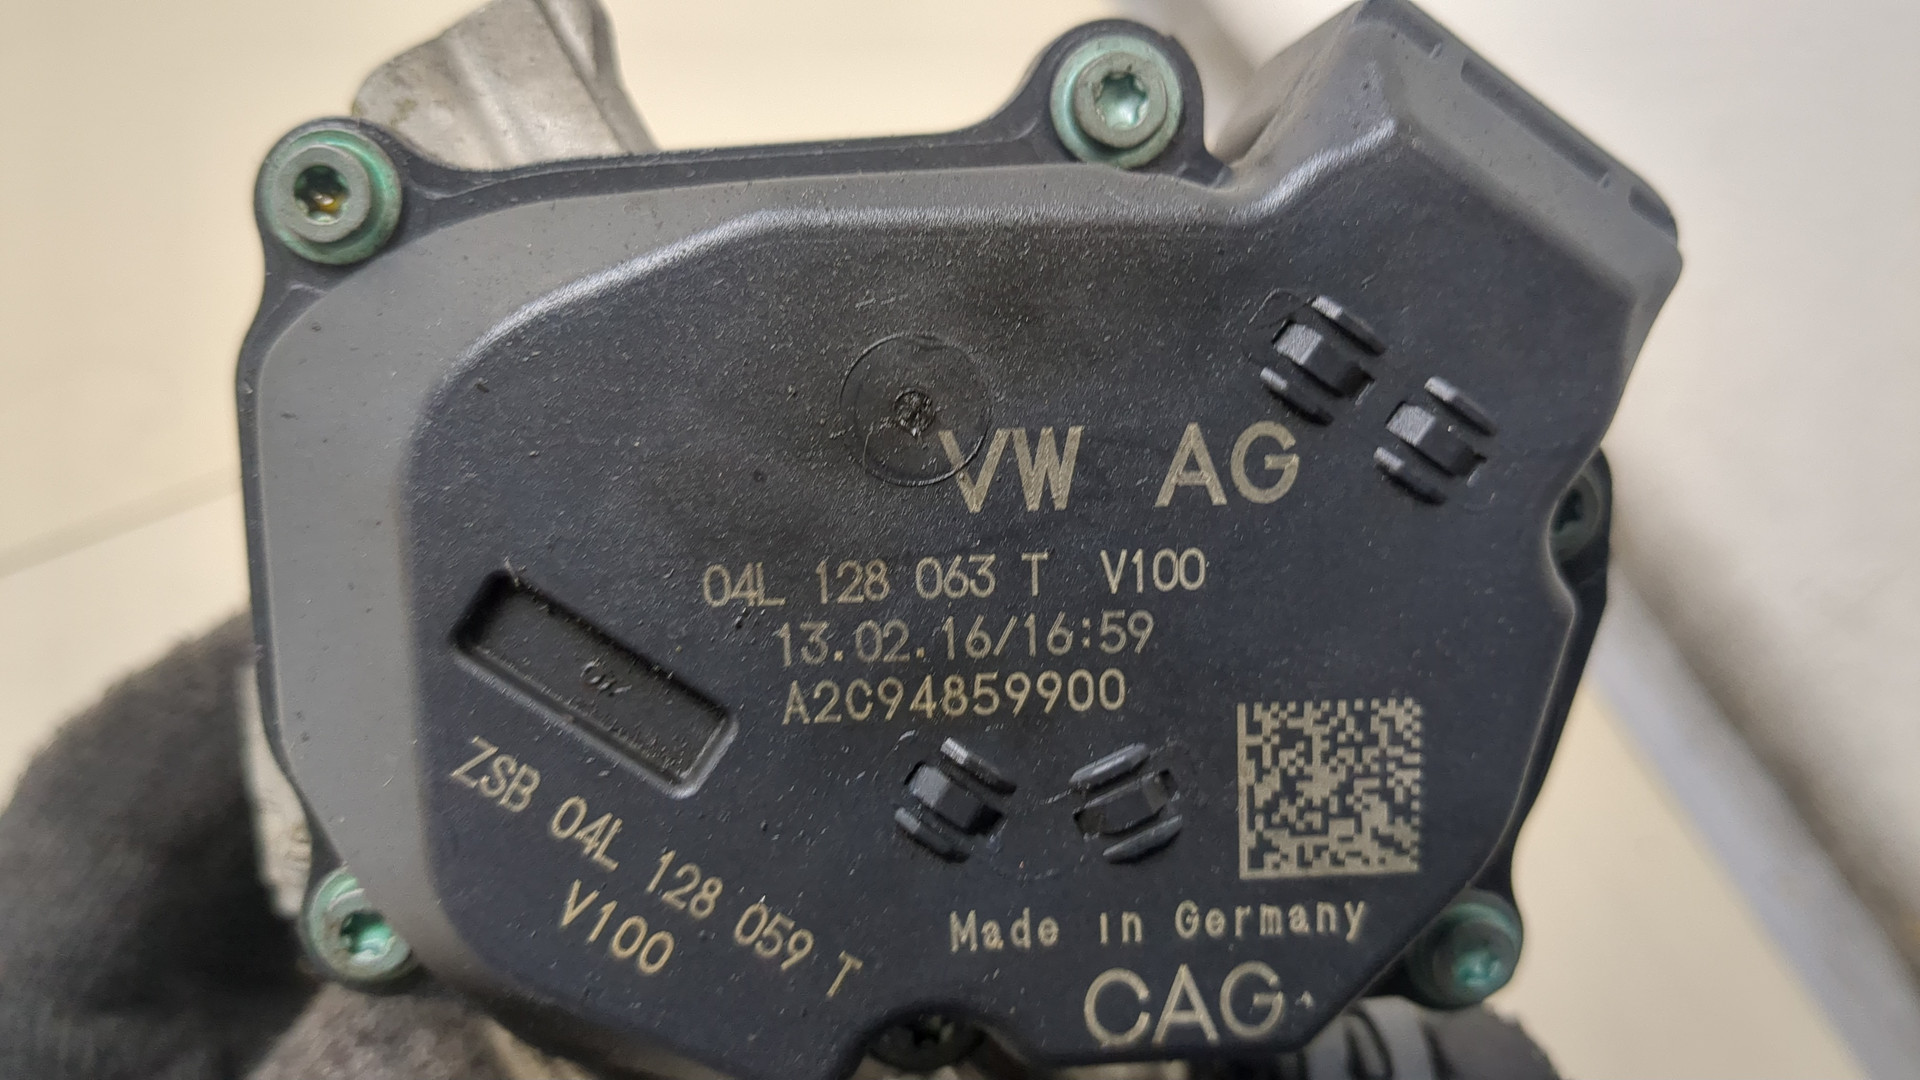 VW AG
04L 128 063 T V100
13.02.16/16:59
A2C94859900
ZSB 04L 128 059 T
V100
Made in Germany
CAG